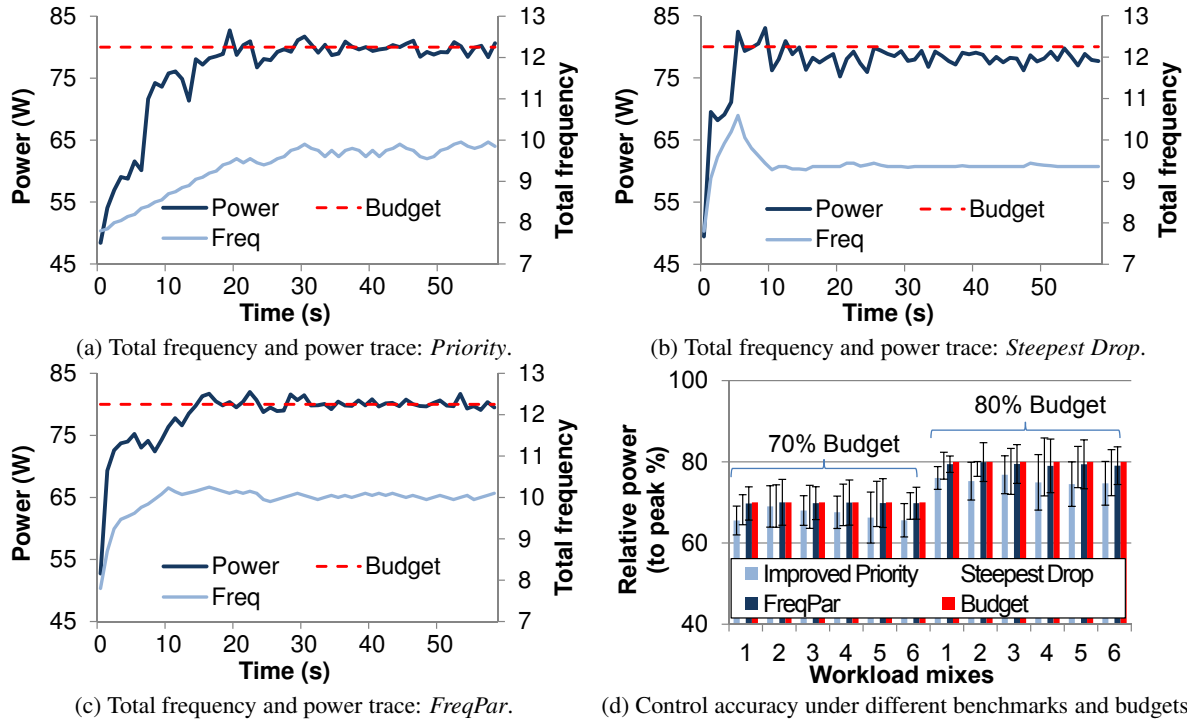 85
75
65
55
45
Power (W)
13
12
11
10
9
8
7
Total frequency
Power
Budget
Freq
0 10 20 30 40 50
Time (s)
(a) Total frequency and power trace: Priority.
85
75
65
55
45
Power (W)
13
12
11
10
9
8
7
Total frequency
Power
Budget
Freq
0 10 20 30 40 50
Time (s)
(b) Total frequency and power trace: Steepest Drop.
85
75
65
55
45
Power (W)
13
12
11
10
9
8
7
Total frequency
Power
Budget
Freq
0 10 20 30 40 50
Time (s)
(c) Total frequency and power trace: FreqPar.
100
80
60
40
Relative power
(to peak %)
80% Budget
70% Budget
Improved Priority
Steepest Drop
FreqPar
Budget
1 2 3 4 5 6 1 2 3 4 5 6
Workload mixes
(d) Control accuracy under different benchmarks and budgets